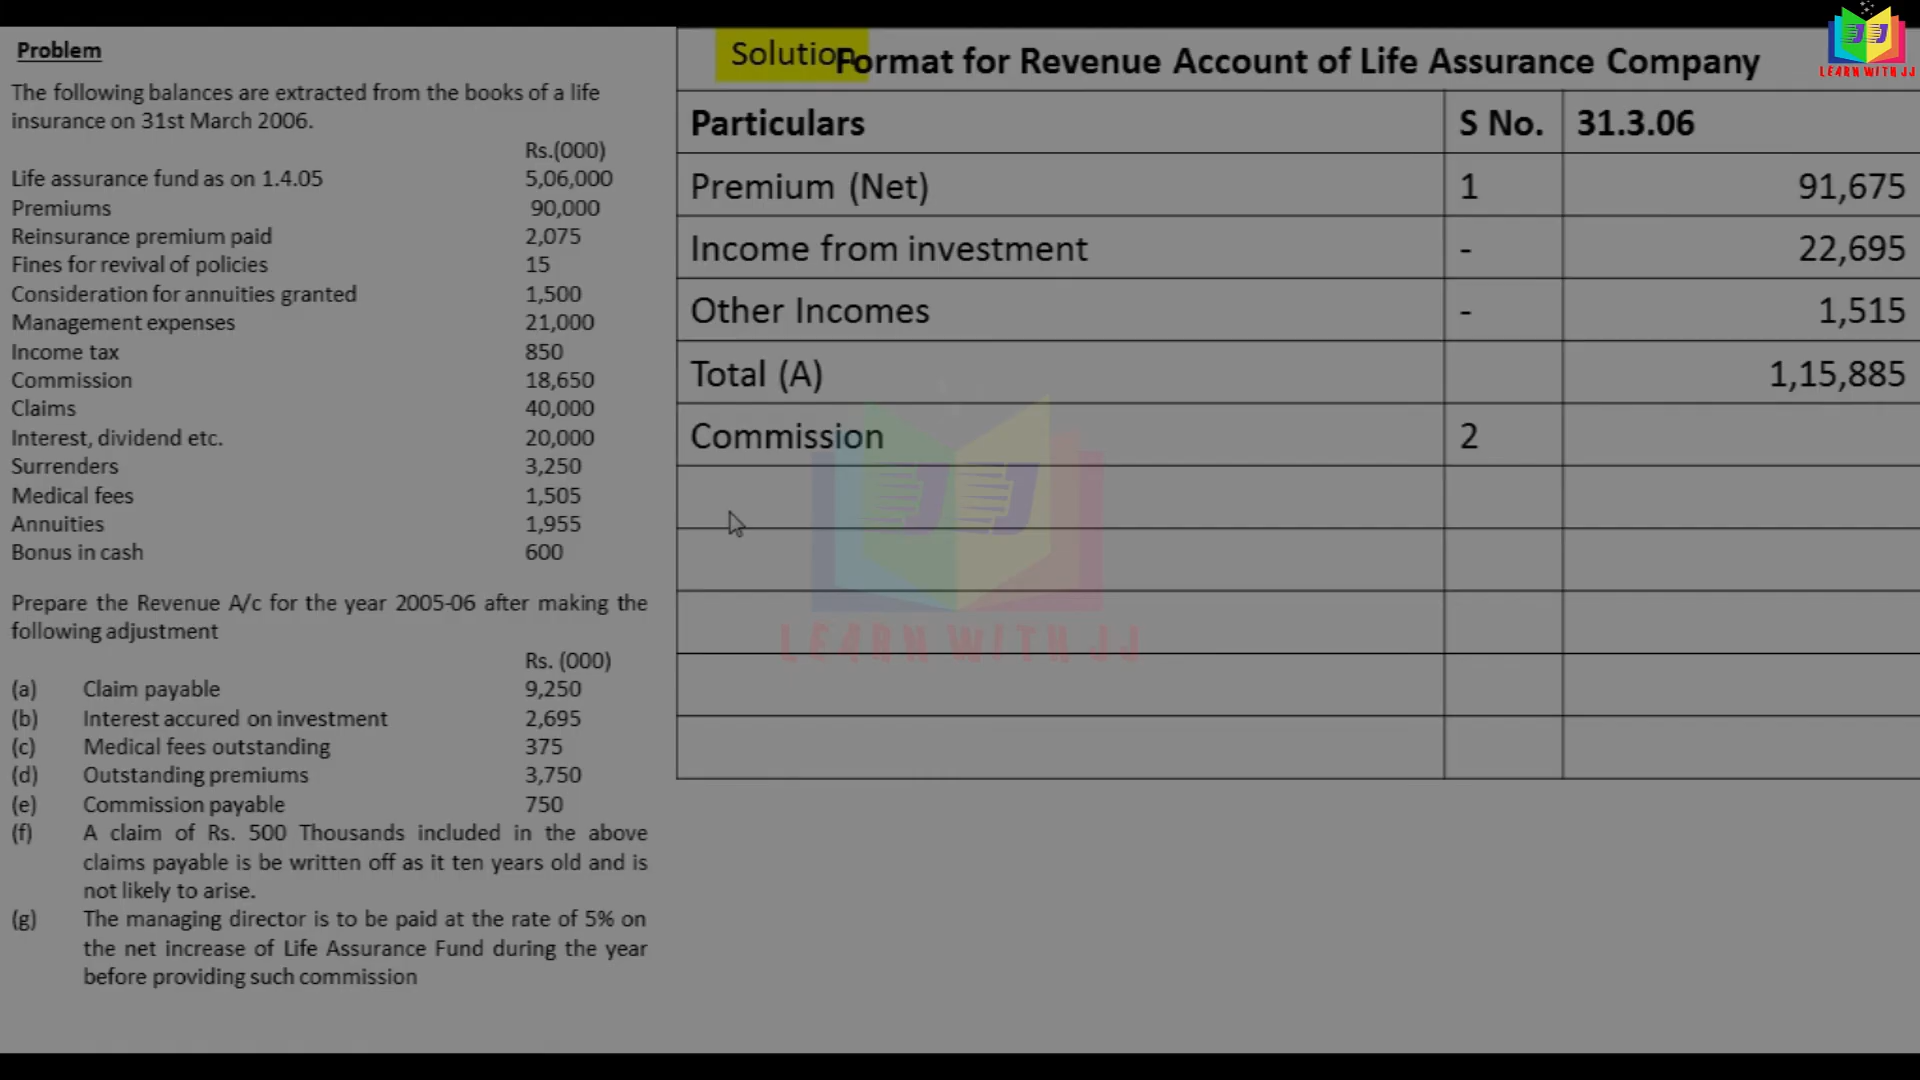 Problem
The following balances are extracted from the books of a life
insurance on 31st March 2006.
Rs.(000)
Life assurance fund as on 1.4.05 5,06,000
Premiums 90,000
Reinsurance premium paid 2,075
Fines for revival of policies 15
Consideration for annuities granted 1,500
Management expenses 21,000
Income tax 850
Commission 18,650
Claims 40,000
Interest, dividend etc. 20,000
Surrenders 3,250
Medical fees 1,505
Annuities 1,955
Bonus in cash 600
Prepare the Revenue A/c for the year 2005-06 after making the
following adjustment
Rs. (000)
(a) Claim payable 9,250
(b) Interest accured on investment 2,695
(c) Medical fees outstanding 375
(d) Outstanding premiums 3,750
(e) Commission payable 750
(f) A claim of Rs. 500 Thousands included in the above
claims payable is be written off as it ten years old and is
not likely to arise.
(g) The managing director is to be paid at the rate of 5% on
the net increase of Life Assurance Fund during the year
before providing such commission
Solution
Format for Revenue Account of Life Assurance Company
Particulars S No. 31.3.06
Premium (Net) 1 91,675
Income from investment - 22,695
Other Incomes - 1,515
Total (A) 1,15,885
Commission 2
JJ
LEARN WITH JJ
JJ
LEARN WITH JJ